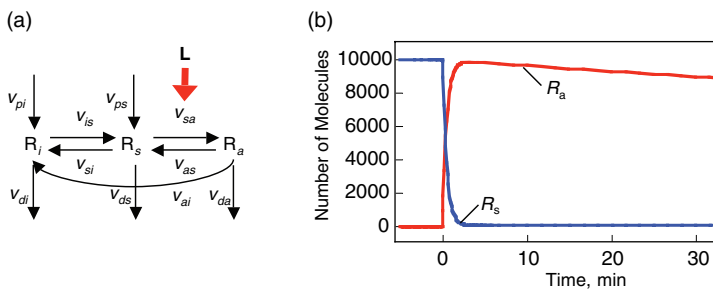 (a)
L
v_pi v_ps v_sa
v_is
R_i R_s R_a
v_si v_as
v_di v_ds v_ai v_da
(b)
Number of Molecules
10000
8000
6000
4000
2000
0
R_a
R_s
0 10 20 30
Time, min